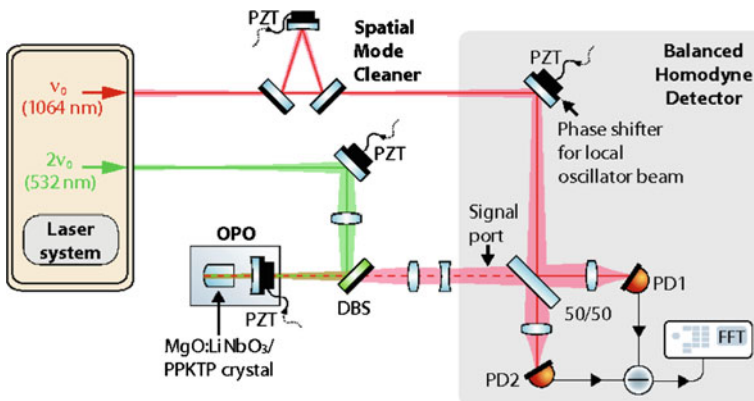 PZT
Spatial
Mode
Cleaner
PZT
Balanced
Homodyne
Detector
ν₀
(1064 nm)
Phase shifter
for local
oscillator beam
2ν₀
(532 nm)
PZT
Laser
system
OPO
Signal
port
PZT
DBS
50/50
PD1
MgO:LiNbO₃/
PPKTP crystal
FFT
PD2